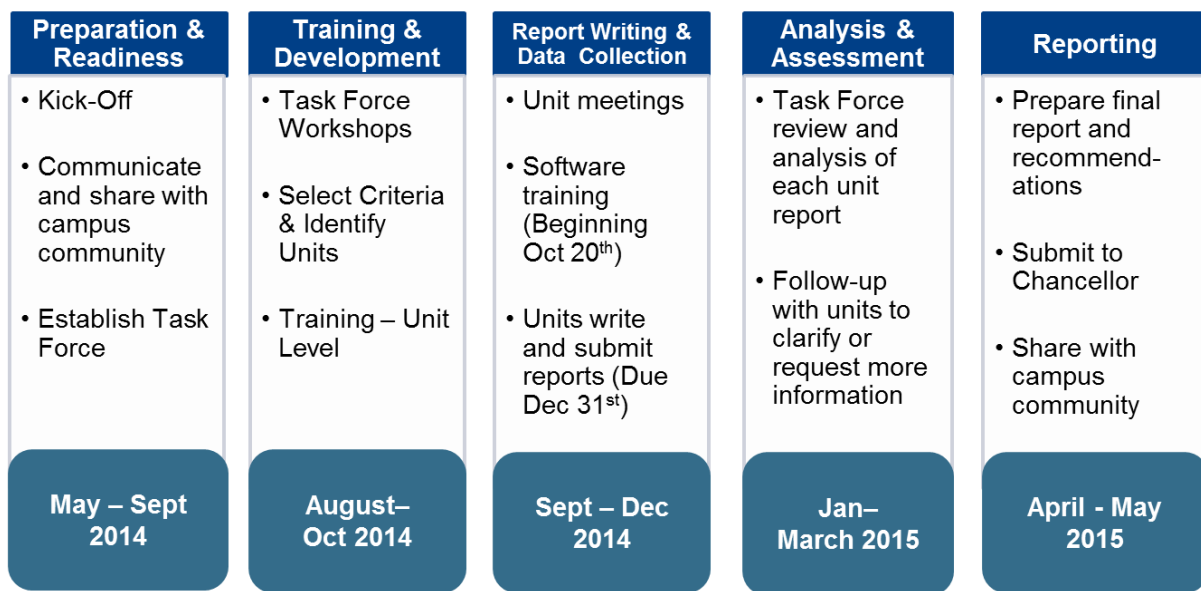 Preparation &
Readiness
• Kick-Off
• Communicate
and share with
campus
community
• Establish Task
Force
May – Sept
2014
Training &
Development
• Task Force
Workshops
• Select Criteria
& Identify
Units
• Training – Unit
Level
August–
Oct 2014
Report Writing &
Data Collection
• Unit meetings
• Software
training
(Beginning
Oct 20th)
• Units write
and submit
reports (Due
Dec 31st)
Sept – Dec
2014
Analysis &
Assessment
• Task Force
review and
analysis of
each unit
report
• Follow-up
with units to
clarify or
request more
information
Jan–
March 2015
Reporting
• Prepare final
report and
recommend-
ations
• Submit to
Chancellor
• Share with
campus
community
April - May
2015